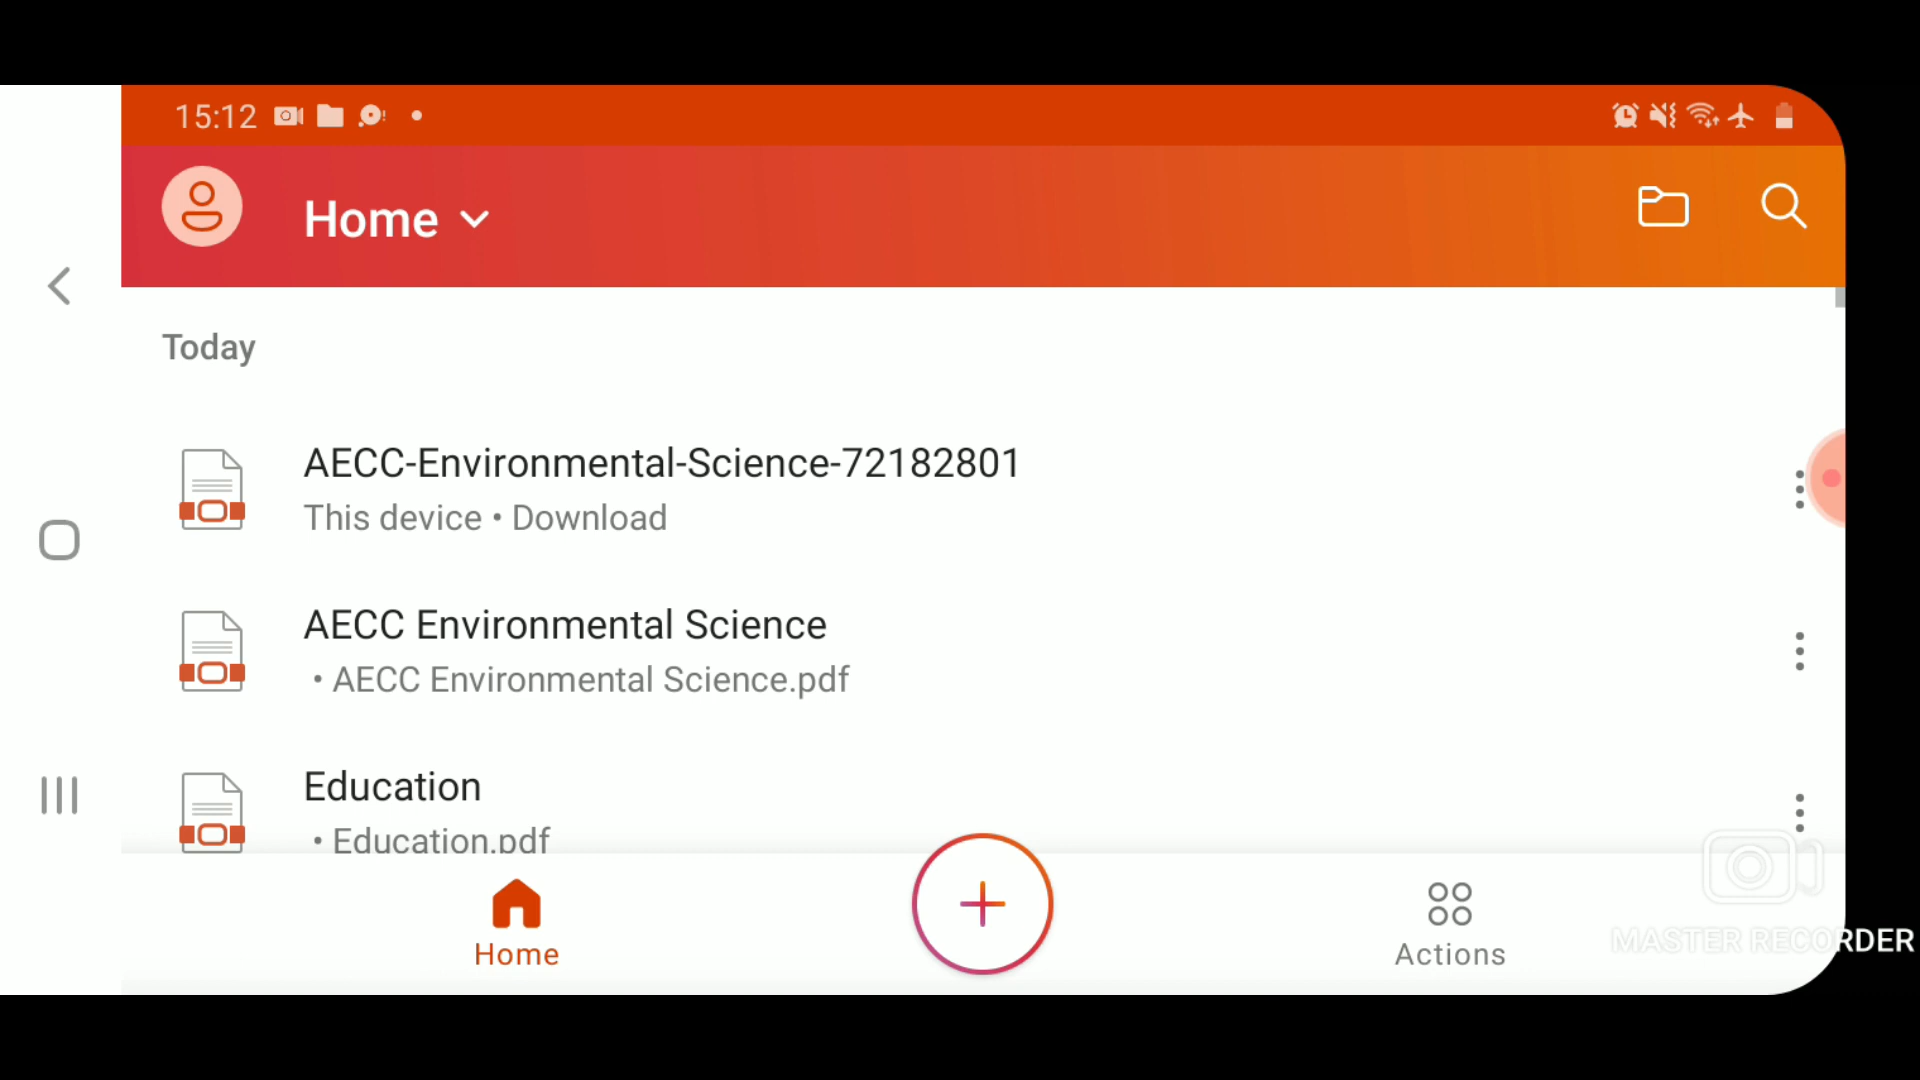 15:12
Home
Today
AECC-Environmental-Science-72182801
This device • Download
AECC Environmental Science
• AECC Environmental Science.pdf
Education
• Education.pdf
Home
Actions
MASTER RECORDER